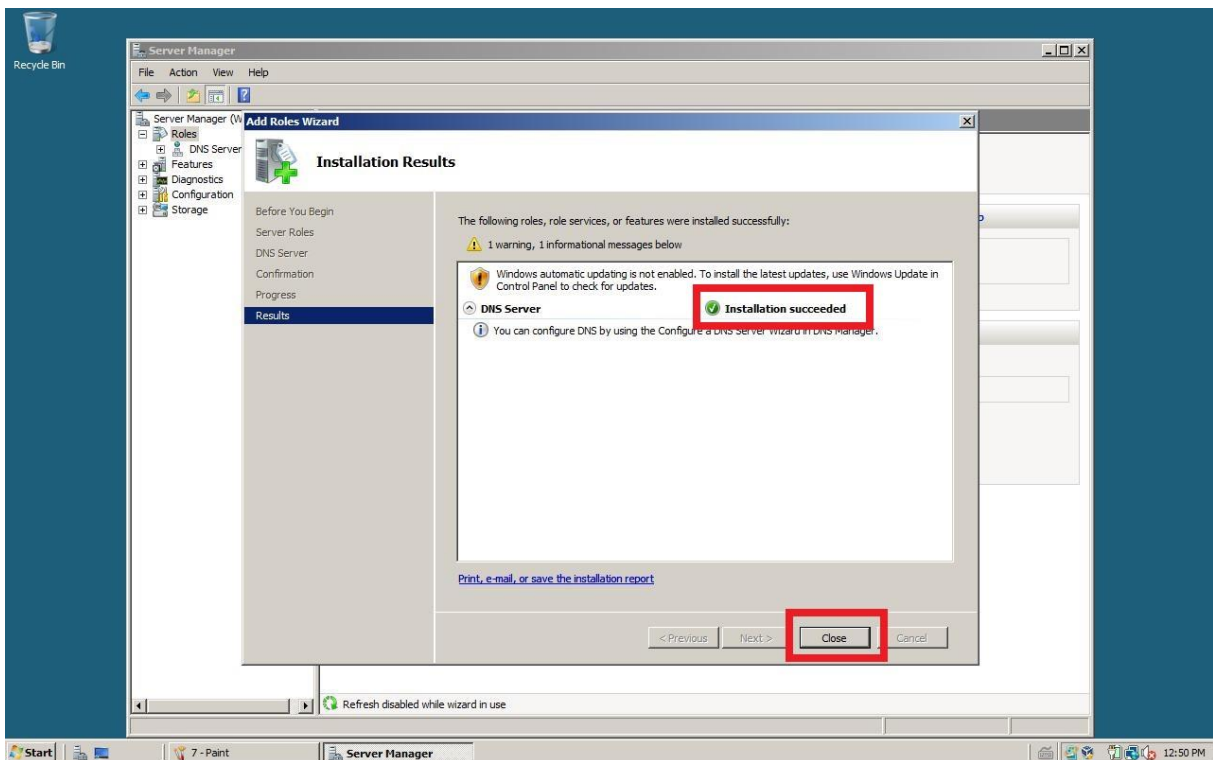 Recycle Bin
Server Manager
File Action View Help
Server Manager (W
Roles
DNS Server
Features
Diagnostics
Configuration
Storage
Add Roles Wizard
Installation Results
Before You Begin
Server Roles
DNS Server
Confirmation
Progress
Results
The following roles, role services, or features were installed successfully:
1 warning, 1 informational messages below
Windows automatic updating is not enabled. To install the latest updates, use Windows Update in
Control Panel to check for updates.
DNS Server Installation succeeded
You can configure DNS by using the Configure a DNS Server Wizard in DNS Manager.
Print, e-mail, or save the installation report
< Previous Next > Close Cancel
Refresh disabled while wizard in use
Start 7 - Paint Server Manager 12:50 PM